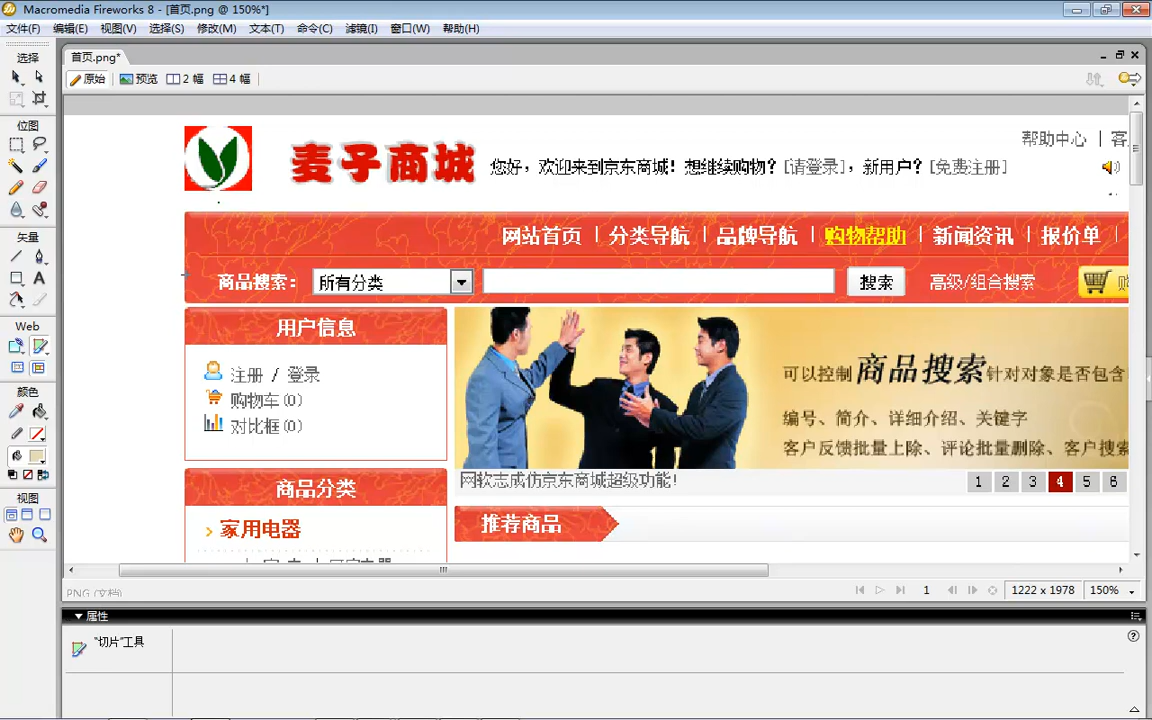 Macromedia Fireworks 8 - [首页.png @ 150%*]
文件(F) 编辑(E) 视图(V) 选择(S) 修改(M) 文本(T) 命令(C) 滤镜(I) 窗口(W) 帮助(H)
选择
首页.png*
原始 预览 2 幅 4 幅
位图
矢量
Web
颜色
视图
帮助中心 | 客
麦子商城
您好，欢迎来到京东商城！想继续购物？[请登录]，新用户？[免费注册]
网站首页 | 分类导航 | 品牌导航 | 购物帮助 | 新闻资讯 | 报价单 |
商品搜索： 所有分类 搜索 高级/组合搜索 购
用户信息
注册 / 登录
购物车(0)
对比框(0)
可以控制商品搜索针对对象是否包含
编号、简介、详细介绍、关键字
客户反馈批量上除、评论批量删除、客户搜索
网软志成仿京东商城超级功能！ 1 2 3 4 5 6
商品分类
推荐商品
家用电器
PNG (文档) 1 1222 x 1978 150%
属性
"切片"工具